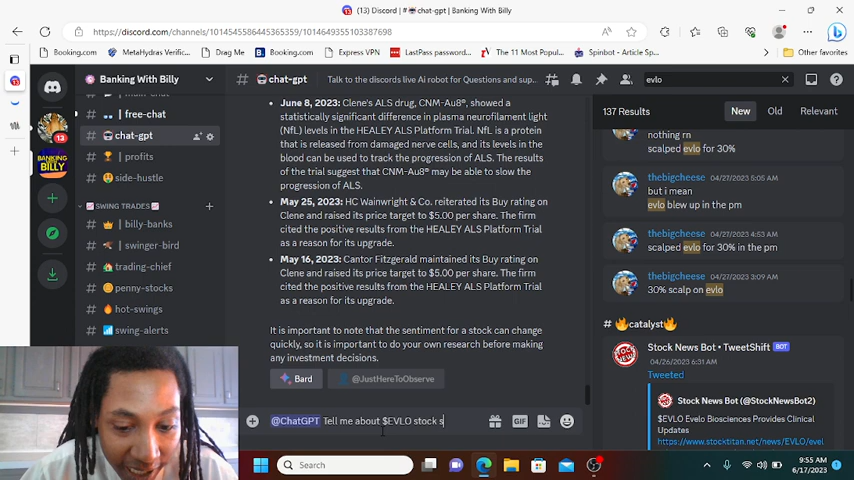 (13) Discord | #🤖chat-gpt | Banking With Billy
https://discord.com/channels/1014545586445365359/1014649355103387698
Booking.com
MetaHydras Verific...
Drag Me
Booking.com
Express VPN
LastPass password...
The 11 Most Popul...
Spinbot - Article Sp...
Other favorites
Banking With Billy
chat-gpt
Talk to the discords live Ai robot for Questions and sup...
evlo
free-chat
chat-gpt
profits
side-hustle
SWING TRADES
billy-banks
swinger-bird
trading-chief
penny-stocks
hot-swings
swing-alerts
13
BANKING
BILLY
June 8, 2023: Clene's ALS drug, CNM-Au8®, showed a
statistically significant difference in plasma neurofilament light
(NfL) levels in the HEALEY ALS Platform Trial. NfL is a protein
that is released from damaged nerve cells, and its levels in the
blood can be used to track the progression of ALS. The results
of the trial suggest that CNM-Au8® may be able to slow the
progression of ALS.
May 25, 2023: HC Wainwright & Co. reiterated its Buy rating on
Clene and raised its price target to $5.00 per share. The firm
cited the positive results from the HEALEY ALS Platform Trial
as a reason for its upgrade.
May 16, 2023: Cantor Fitzgerald maintained its Buy rating on
Clene and raised its price target to $5.00 per share. The firm
cited the positive results from the HEALEY ALS Platform Trial
as a reason for its upgrade.
It is important to note that the sentiment for a stock can change
quickly, so it is important to do your own research before making
any investment decisions.
Bard
@JustHereToObserve
@ChatGPT Tell me about $EVLO stock s
GIF
137 Results
New
Old
Relevant
nothing rn
scalped evlo for 30%
thebigcheese 04/27/2023 5:05 AM
but i mean
evlo blew up in the pm
thebigcheese 04/27/2023 4:53 AM
scalped evlo for 30% in the pm
thebigcheese 04/27/2023 3:09 AM
30% scalp on evlo
# 🔥catalyst🔥
Stock News Bot • TweetShift BOT
04/26/2023 6:31 AM
Tweeted
Stock News Bot (@StockNewsBot2)
$EVLO Evelo Biosciences Provides Clinical
Updates
https://www.stocktitan.net/news/EVLO/evel
Search
9:55 AM
6/17/2023